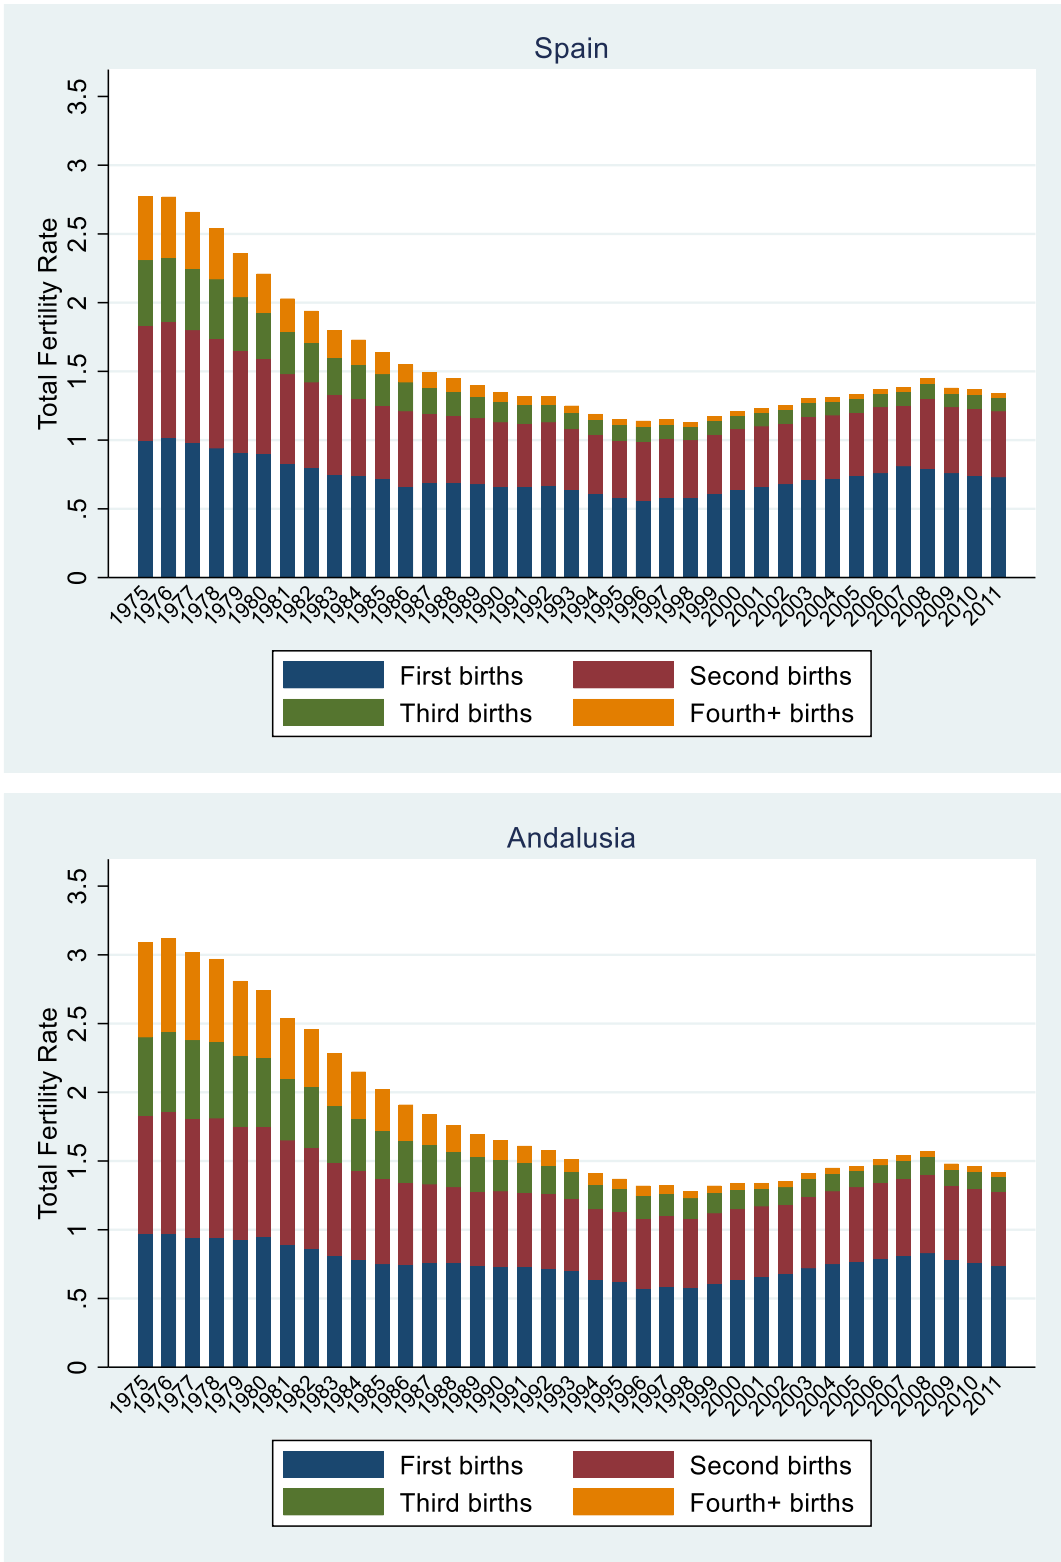 Spain
Total Fertility Rate
3.5
3
2.5
2
1.5
1
.5
0
1975 1976 1977 1978 1979 1980 1981 1982 1983 1984 1985 1986 1987 1988 1989 1990 1991 1992 1993 1994 1995 1996 1997 1998 1999 2000 2001 2002 2003 2004 2005 2006 2007 2008 2009 2010 2011
First births Second births
Third births Fourth+ births
Andalusia
Total Fertility Rate
3.5
3
2.5
2
1.5
1
.5
0
1975 1976 1977 1978 1979 1980 1981 1982 1983 1984 1985 1986 1987 1988 1989 1990 1991 1992 1993 1994 1995 1996 1997 1998 1999 2000 2001 2002 2003 2004 2005 2006 2007 2008 2009 2010 2011
First births Second births
Third births Fourth+ births